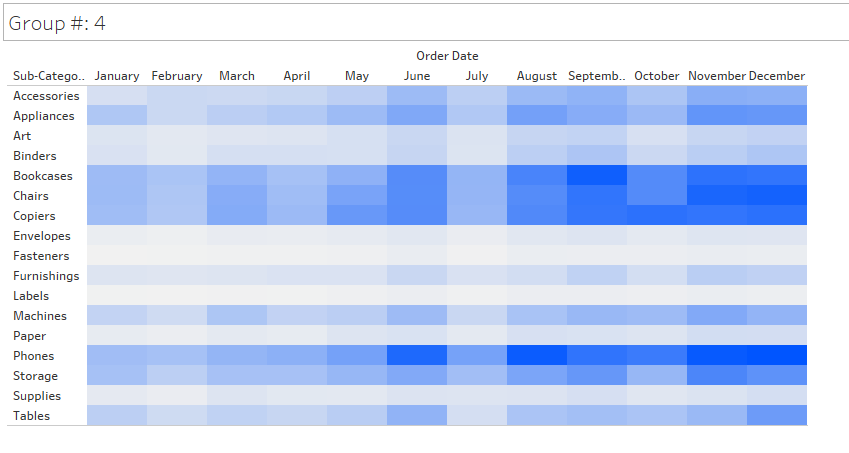 Group #: 4
Order Date
Sub-Catego.. January February March April May June July August Septemb.. October November December
Accessories
Appliances
Art
Binders
Bookcases
Chairs
Copiers
Envelopes
Fasteners
Furnishings
Labels
Machines
Paper
Phones
Storage
Supplies
Tables